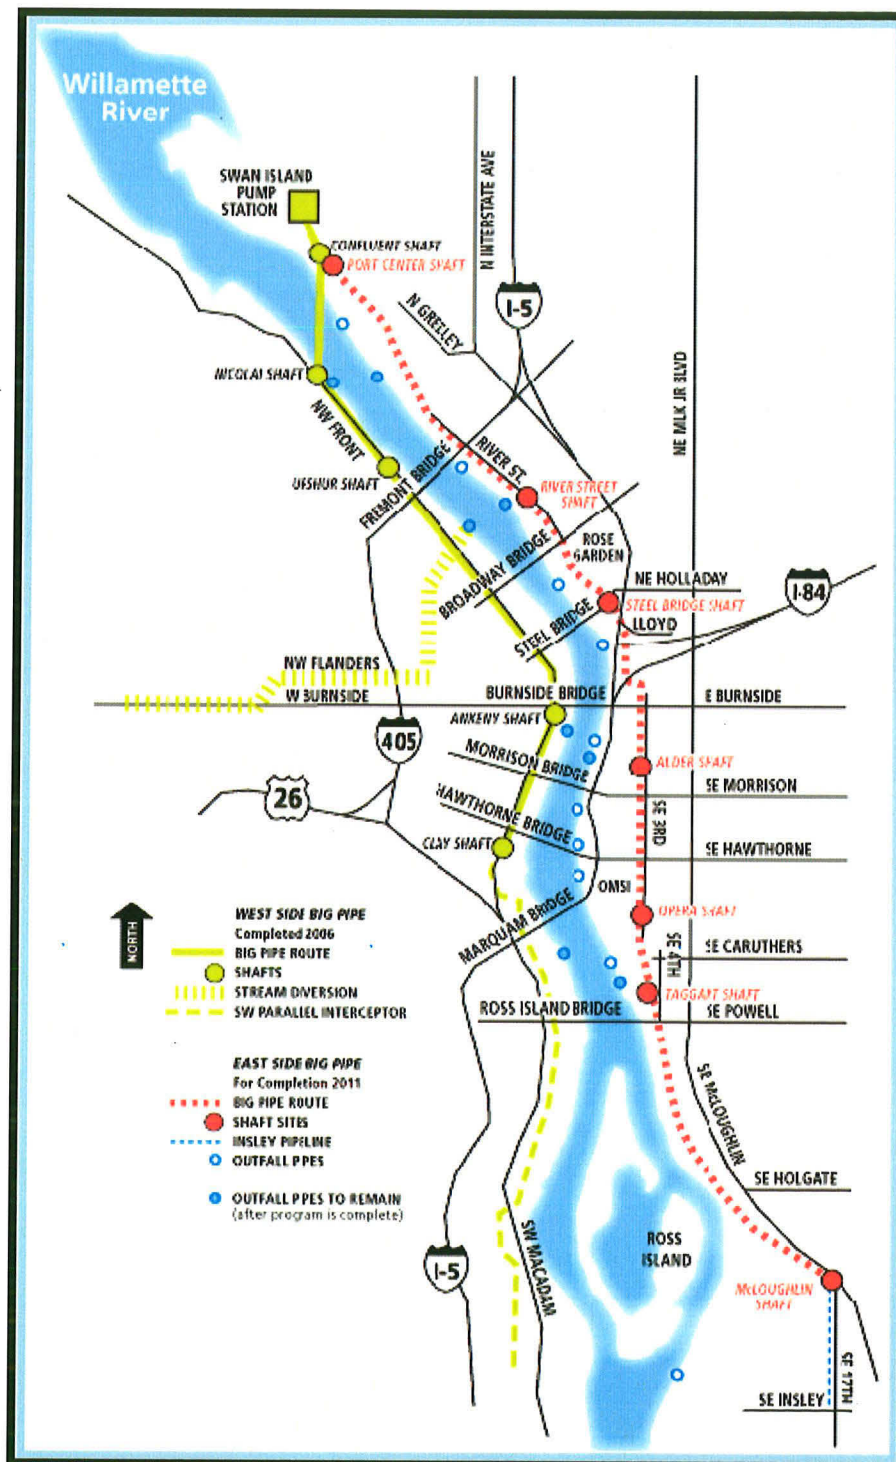 Willamette
River
SWAN ISLAND
PUMP
STATION
CONFLUENT SHAFT
PORT CENTER SHAFT
N INTERSTATE AVE
N GREELEY
I-5
NE MLK JR BLVD
NICOLAI SHAFT
NW FRONT
UPSHUR SHAFT
FREMONT BRIDGE
RIVER ST.
RIVER STREET
SHAFT
BROADWAY BRIDGE
ROSE
GARDEN
NE HOLLADAY
STEEL BRIDGE SHAFT
LLOYD
I-84
STEEL BRIDGE
NW FLANDERS
W BURNSIDE
BURNSIDE BRIDGE
E BURNSIDE
ANKENY SHAFT
405
MORRISON BRIDGE
ALDER SHAFT
SE MORRISON
26
HAWTHORNE BRIDGE
SE 3RD
CLAY SHAFT
SE HAWTHORNE
OMSI
MARQUAM BRIDGE
OPERA SHAFT
SE 4TH
SE CARUTHERS
TAGGART SHAFT
ROSS ISLAND BRIDGE
SE POWELL
NORTH
WEST SIDE BIG PIPE
Completed 2006
BIG PIPE ROUTE
SHAFTS
STREAM DIVERSION
SW PARALLEL INTERCEPTOR
EAST SIDE BIG PIPE
For Completion 2011
BIG PIPE ROUTE
SHAFT SITES
INSLEY PIPELINE
OUTFALL PIPES
OUTFALL PIPES TO REMAIN
(after program is complete)
SE McLOUGHLIN
SE HOLGATE
ROSS
ISLAND
I-5
SW MACADAM
McLOUGHLIN
SHAFT
SE 17TH
SE INSLEY